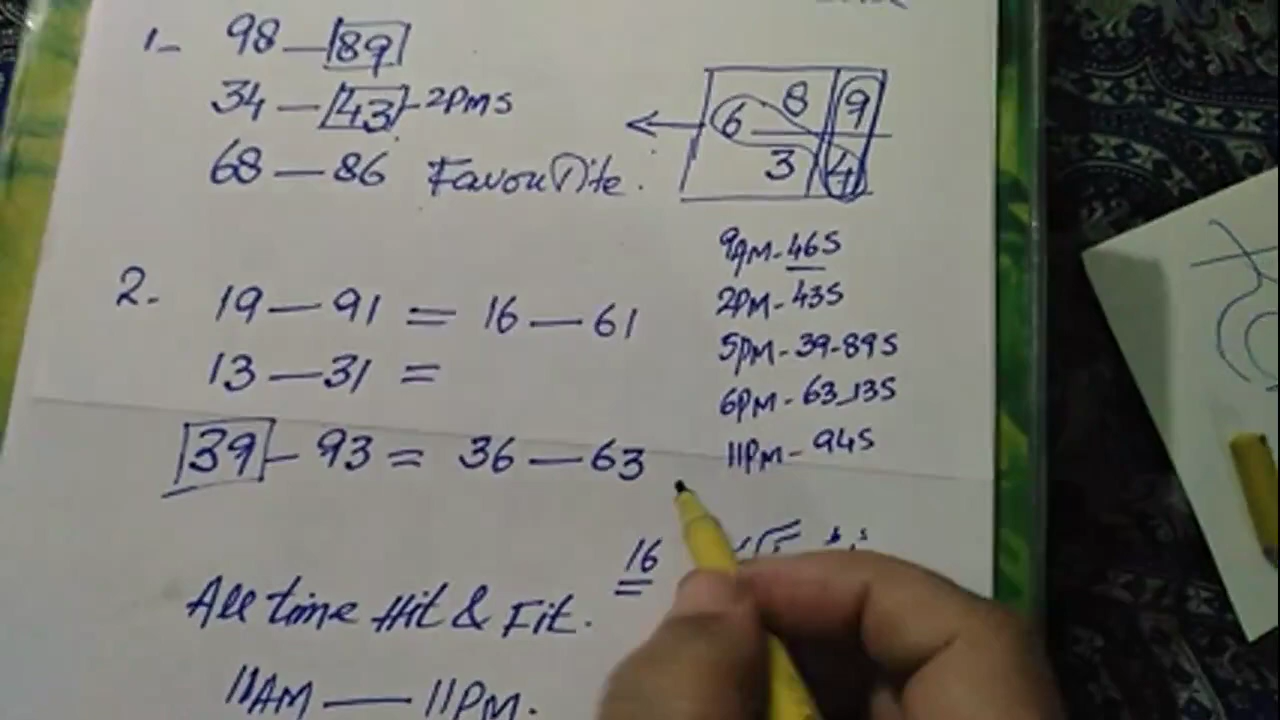 1- 98 — 89
34 — 43 - 2PMS
68 — 86 Favourite.
8 9
6
3 4
9AM - 46S
2PM - 43S
5PM - 39-89S
6PM - 63-13S
11PM - 94S
2- 19 — 91 = 16 — 61
13 — 31 =
39 - 93 = 36 — 63
16
All time Hit & Fit.
11AM — 11PM.